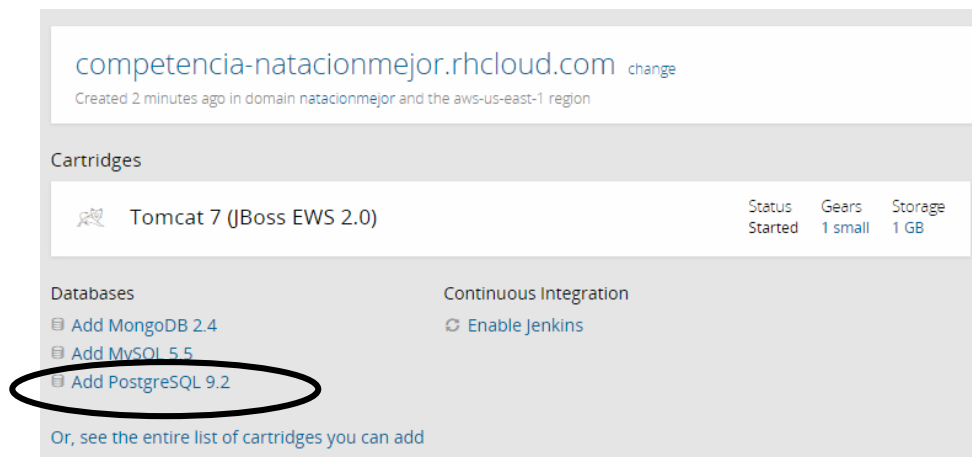 competencia-natacionmejor.rhcloud.com change
Created 2 minutes ago in domain natacionmejor and the aws-us-east-1 region
Cartridges
Tomcat 7 (JBoss EWS 2.0)
Status Gears Storage
Started 1 small 1 GB
Databases
Add MongoDB 2.4
Add MySQL 5.5
Add PostgreSQL 9.2
Continuous Integration
Enable Jenkins
Or, see the entire list of cartridges you can add